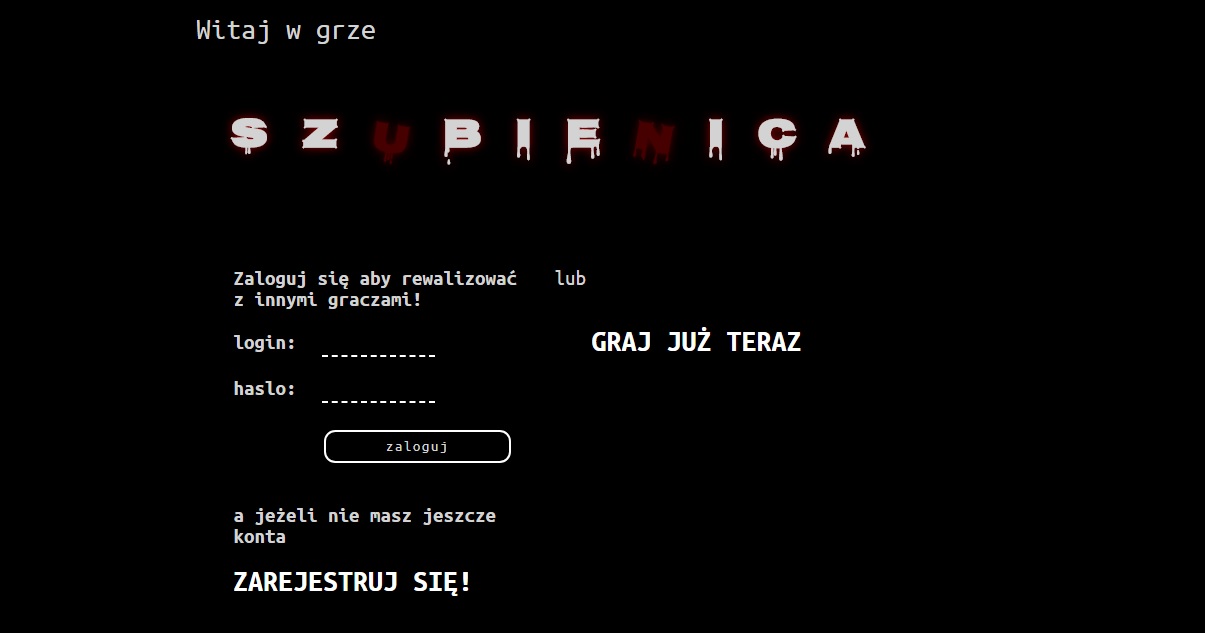 Witaj w grze
S Z U B I E N I C A
Zaloguj się aby rewalizować
z innymi graczami!
lub
login:
GRAJ JUŻ TERAZ
haslo:
zaloguj
a jeżeli nie masz jeszcze
konta
ZAREJESTRUJ SIĘ!